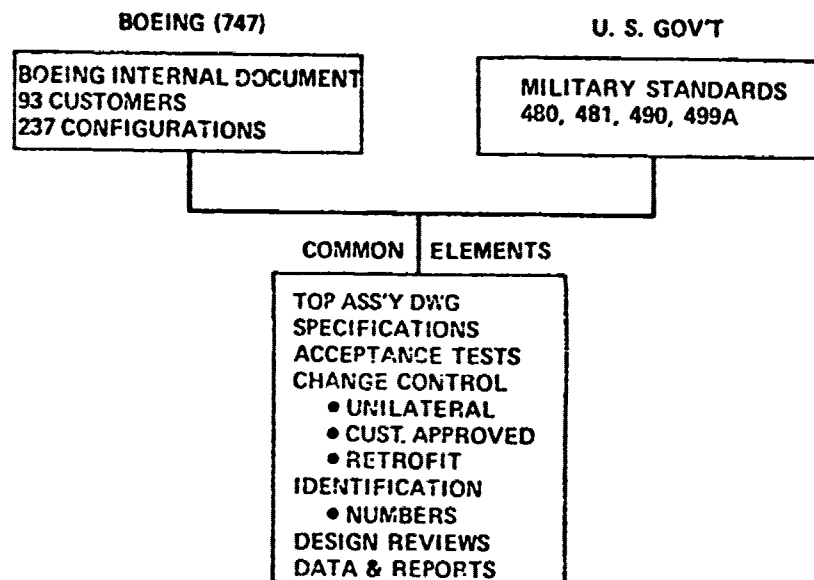 BOEING (747)
BOEING INTERNAL DOCUMENT
93 CUSTOMERS
237 CONFIGURATIONS
U. S. GOV'T
MILITARY STANDARDS
480, 481, 490, 499A
COMMON ELEMENTS
TOP ASS'Y DWG
SPECIFICATIONS
ACCEPTANCE TESTS
CHANGE CONTROL
• UNILATERAL
• CUST. APPROVED
• RETROFIT
IDENTIFICATION
• NUMBERS
DESIGN REVIEWS
DATA & REPORTS